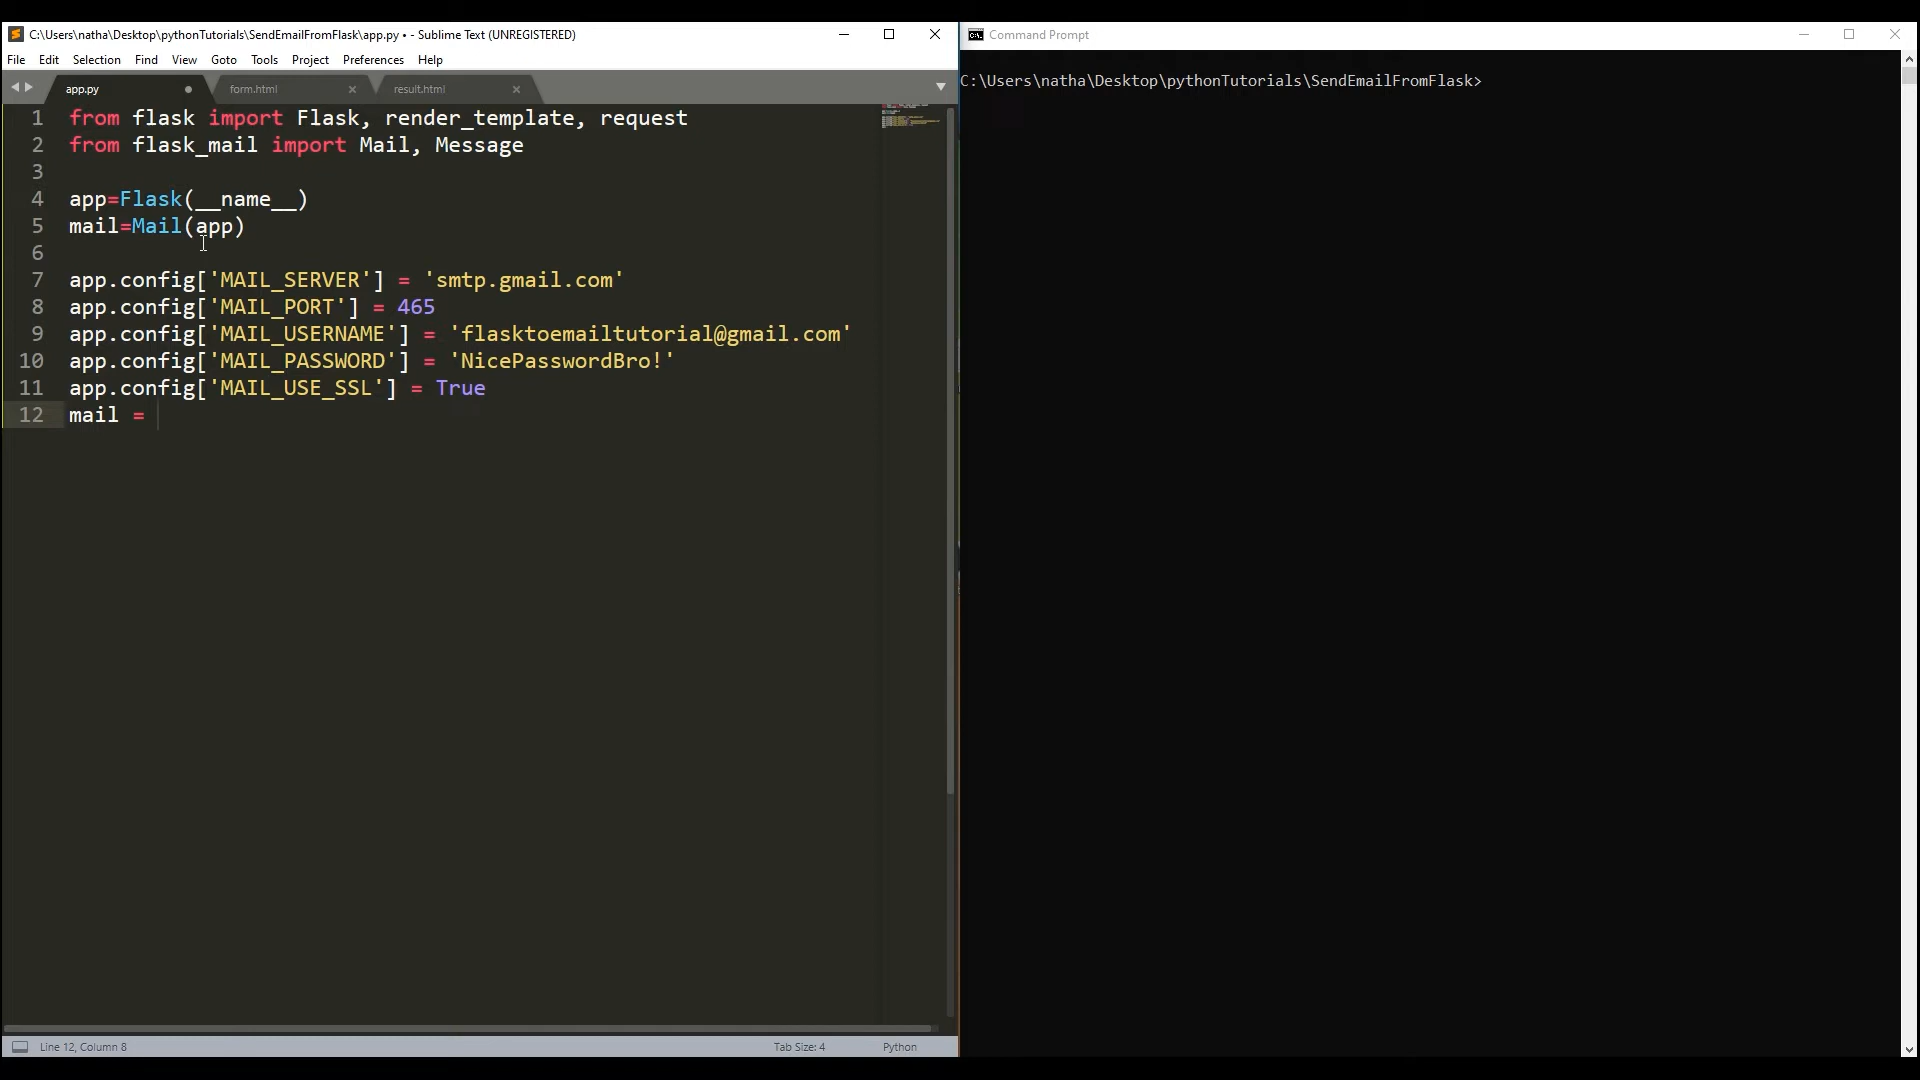 C:\Users\natha\Desktop\pythonTutorials\SendEmailFromFlask\app.py • - Sublime Text (UNREGISTERED)
File Edit Selection Find View Goto Tools Project Preferences Help
app.py form.html result.html
1 from flask import Flask, render_template, request
2 from flask_mail import Mail, Message
3
4 app=Flask(__name__)
5 mail=Mail(app)
6
7 app.config['MAIL_SERVER'] = 'smtp.gmail.com'
8 app.config['MAIL_PORT'] = 465
9 app.config['MAIL_USERNAME'] = 'flasktoemailtutorial@gmail.com'
10 app.config['MAIL_PASSWORD'] = 'NicePasswordBro!'
11 app.config['MAIL_USE_SSL'] = True
12 mail =
Line 12, Column 8 Tab Size: 4 Python
Command Prompt
C:\Users\natha\Desktop\pythonTutorials\SendEmailFromFlask>